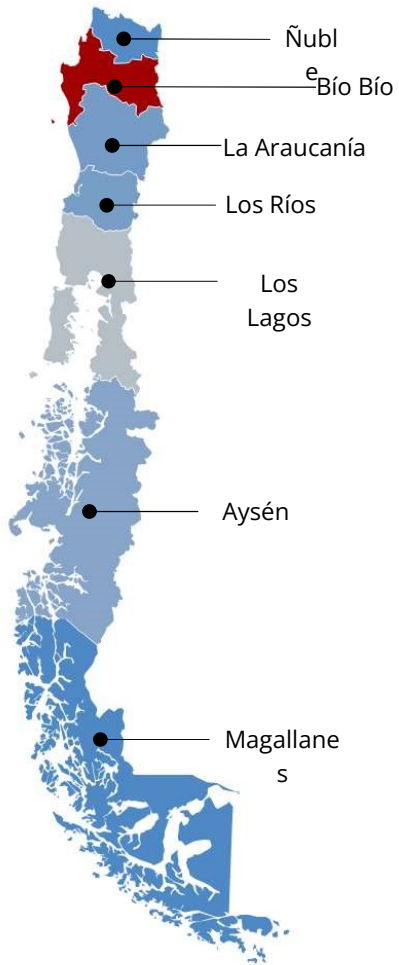 Ñubl
e
Bío Bío
La Araucanía
Los Ríos
Los
Lagos
Aysén
Magallane
s